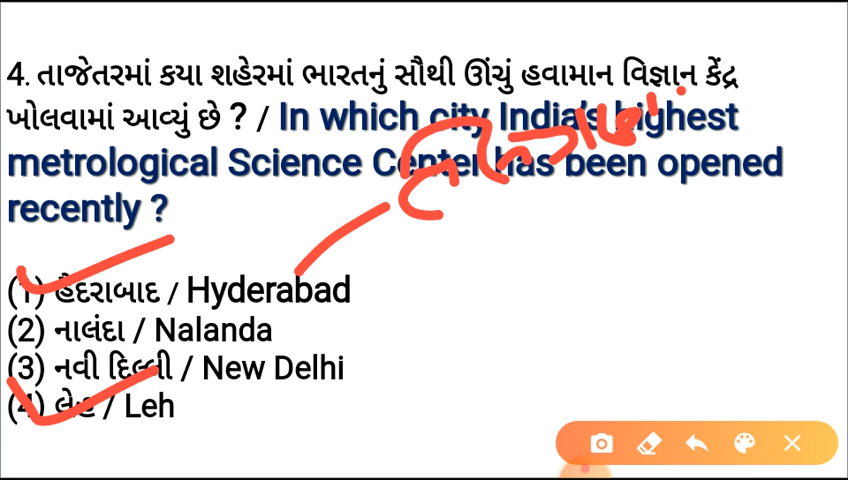 4. તાજેતરમાં કયા શહેરમાં ભારતનું સૌથી ઊંચું હવામાન વિજ્ઞાન કેંદ્ર
ખોલવામાં આવ્યું છે ? / In which city India's highest
metrological Science Center has been opened
recently ?
(1) હૈદરાબાદ / Hyderabad
(2) નાલંદા / Nalanda
(3) નવી દિલ્લી / New Delhi
(4) લેહ / Leh